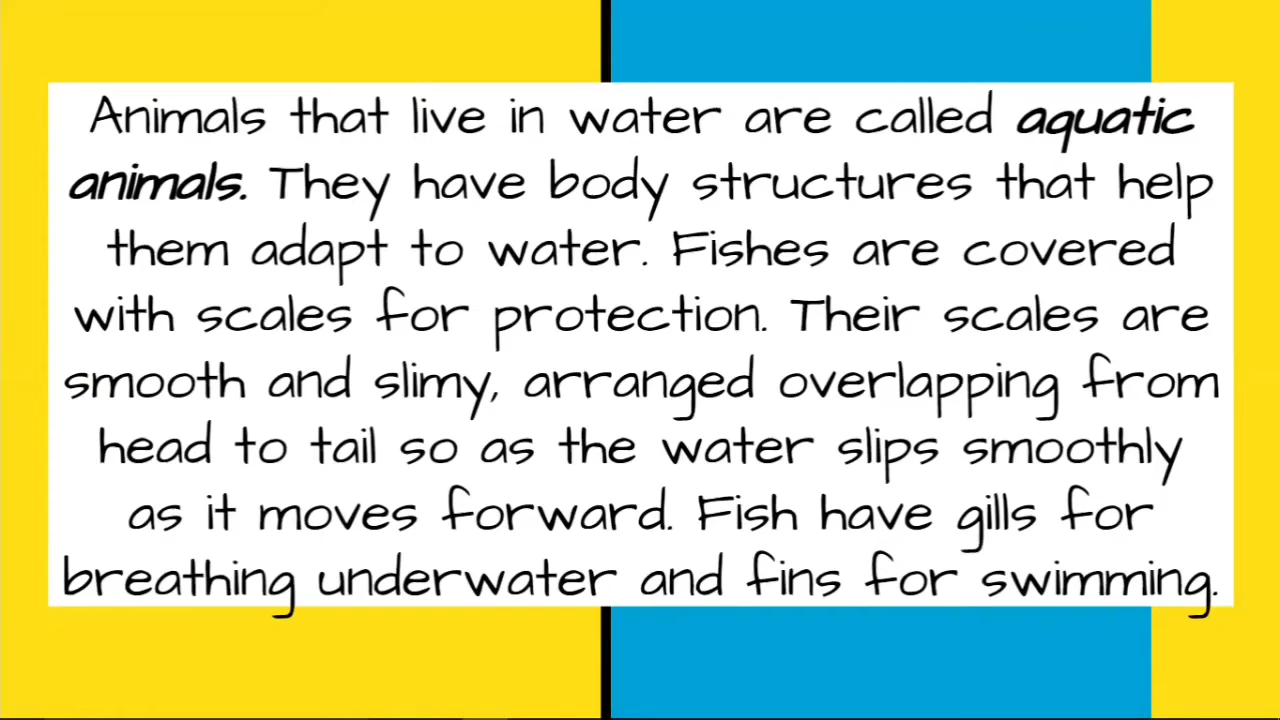 Animals that live in water are called aquatic
animals. They have body structures that help
them adapt to water. Fishes are covered
with scales for protection. Their scales are
smooth and slimy, arranged overlapping from
head to tail so as the water slips smoothly
as it moves forward. Fish have gills for
breathing underwater and fins for swimming.